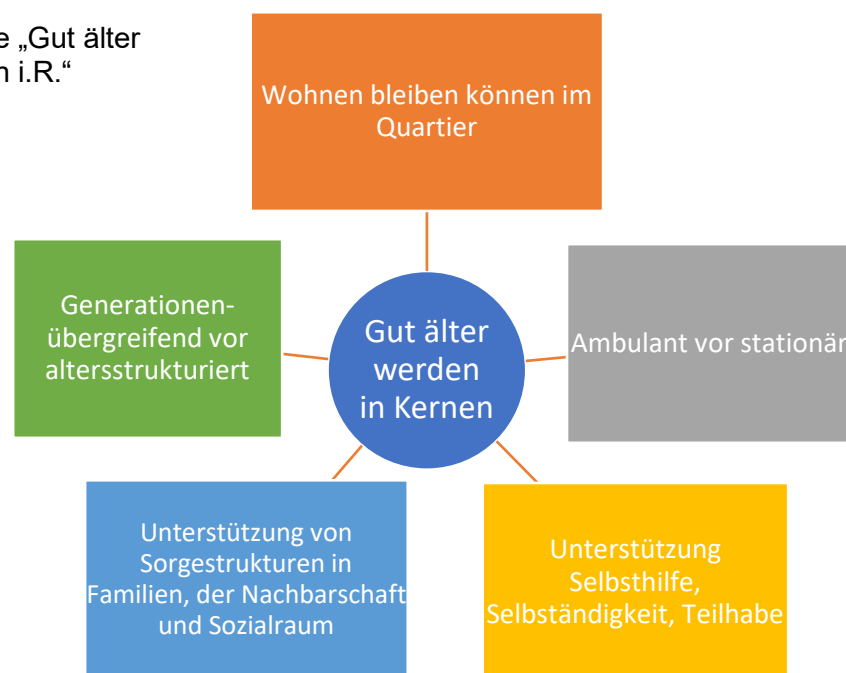 e „Gut älter
n i.R.“
Wohnen bleiben können im
Quartier
Generationen-
übergreifend vor
altersstrukturiert
Gut älter
werden
in Kernen
Ambulant vor stationär
Unterstützung von
Sorgestrukturen in
Familien, der Nachbarschaft
und Sozialraum
Unterstützung
Selbsthilfe,
Selbständigkeit, Teilhabe